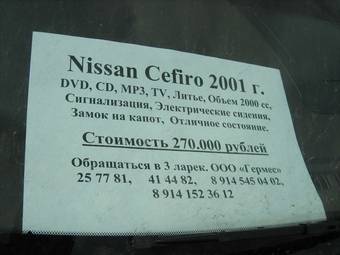 Nissan Cefiro 2001 г.
DVD, CD, MP3, TV, Литье, Объем 2000 сс,
Сигнализация, Электрические сидения,
Замок на капот, Отличное состояние.
Стоимость 270.000 рублей
Обращаться в 3 ларек. ООО «Гермес»
25 77 81, 41 44 82, 8 914 545 04 02,
8 914 152 36 12